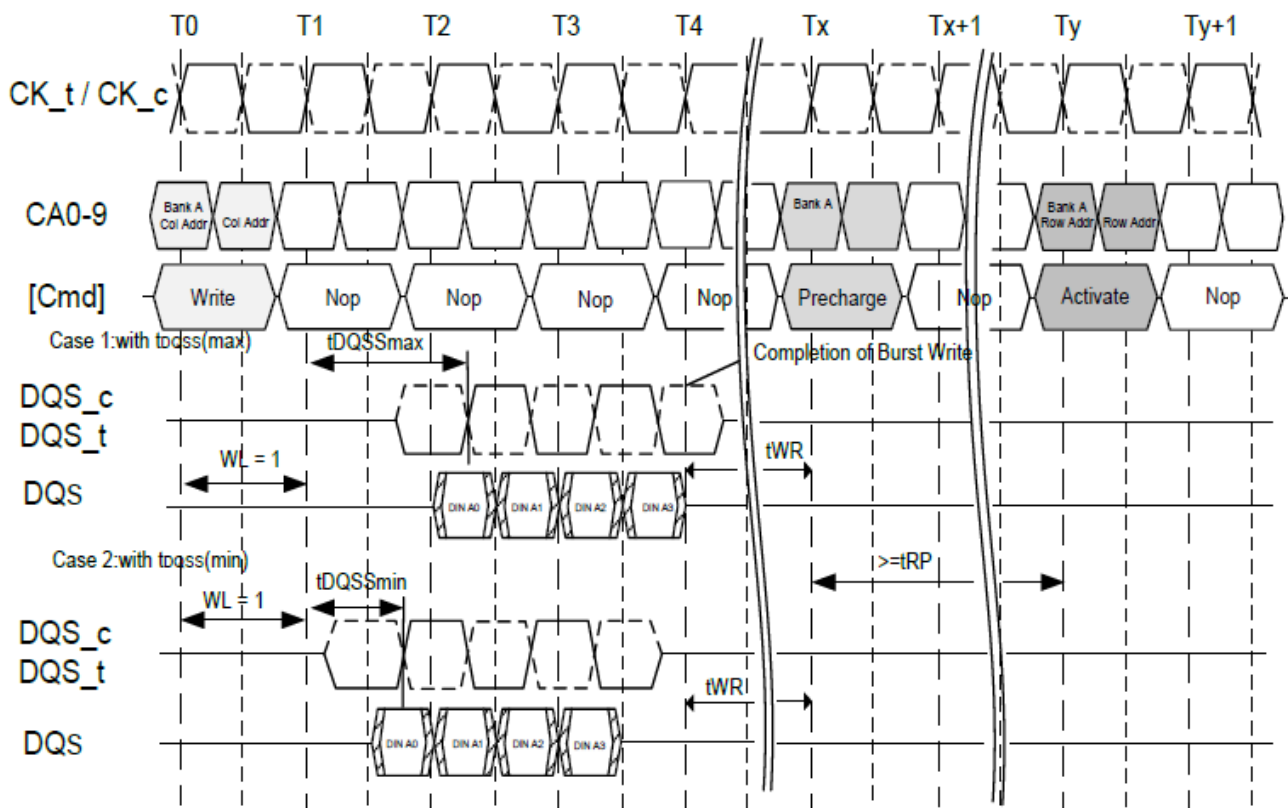 T0 T1 T2 T3 T4 Tx Tx+1 Ty Ty+1
CK_t / CK_c
CA0-9
Bank A
Col Addr
Col Addr
Bank A
Bank A
Row Addr
Row Addr
[Cmd]
Write Nop Nop Nop Nop Precharge Nop Activate Nop
Case 1:with tDQSS(max)
tDQSSmax
Completion of Burst Write
DQS_c
DQS_t
WL = 1
tWR
DQs
DIN A0 DIN A1 DIN A2 DIN A3
Case 2:with tDQSS(min)
>=tRP
tDQSSmin
WL = 1
DQS_c
DQS_t
tWR
DQs
DIN A0 DIN A1 DIN A2 DIN A3